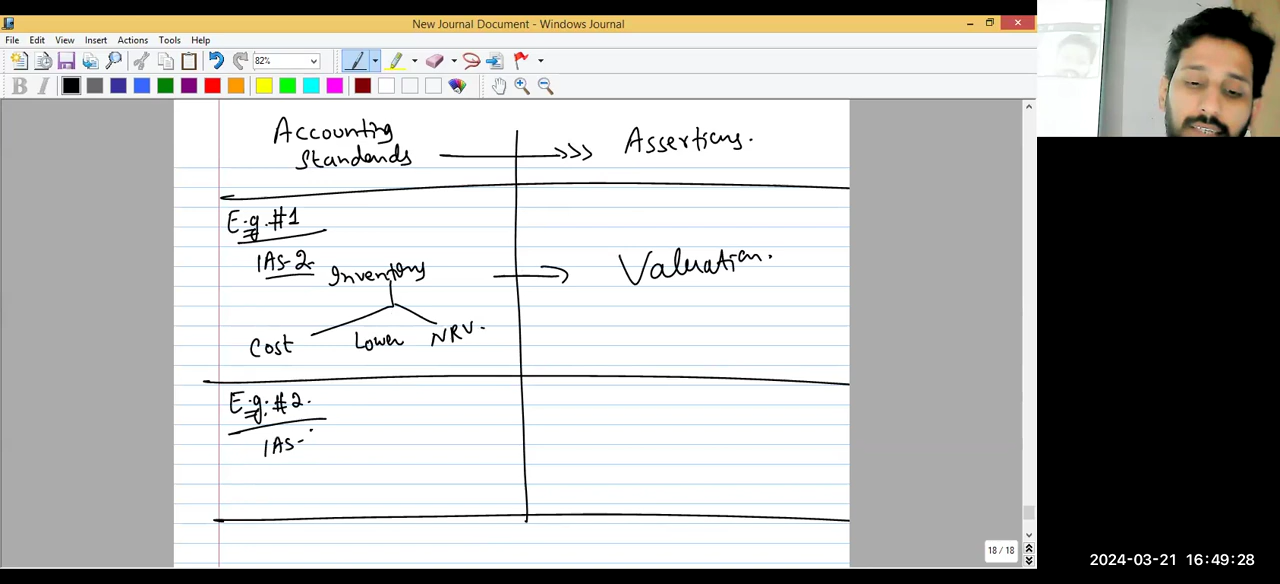 New Journal Document - Windows Journal
File Edit View Insert Actions Tools Help
82%
B I
Accounting
Standards
Assertions.
E.g. #1
IAS-2-
Inventory
Valuation.
Cost Lower NRV.
E.g. #2.
IAS-
18 / 18
2024-03-21 16:49:28